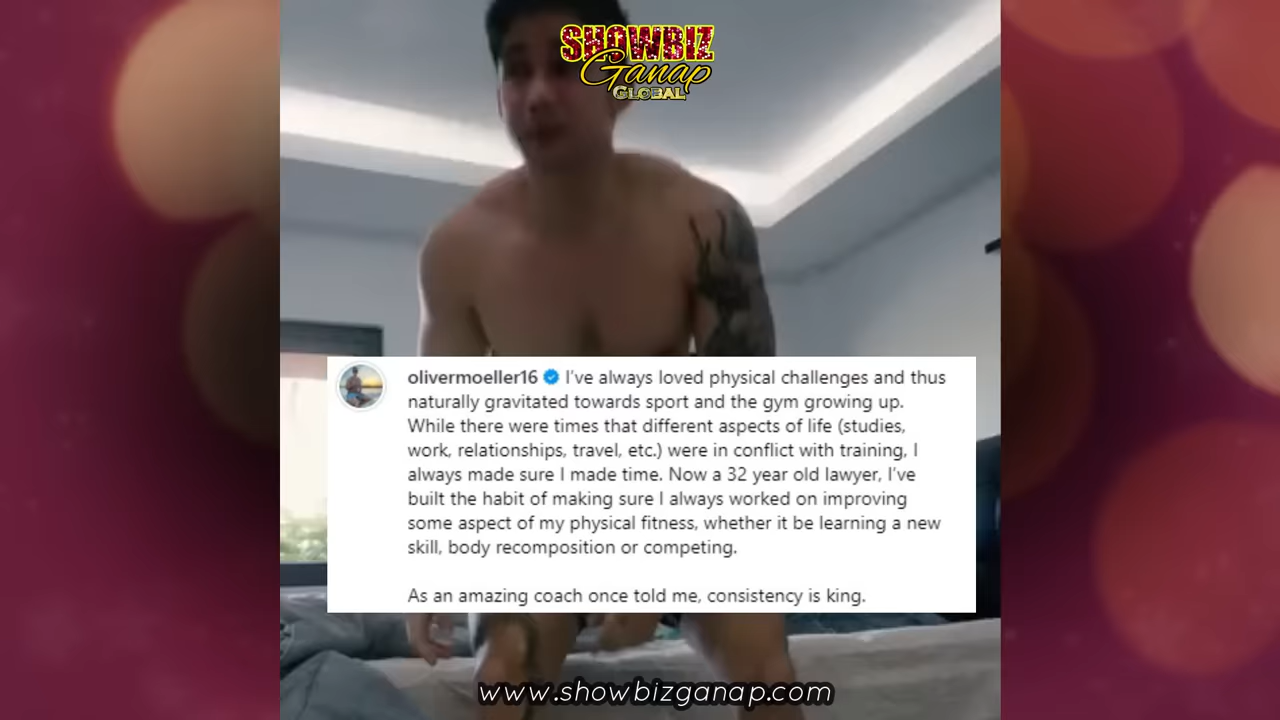 SHOWBIZ
Ganap
GLOBAL
olivermoeller16 I’ve always loved physical challenges and thus
naturally gravitated towards sport and the gym growing up.
While there were times that different aspects of life (studies,
work, relationships, travel, etc.) were in conflict with training, I
always made sure I made time. Now a 32 year old lawyer, I’ve
built the habit of making sure I always worked on improving
some aspect of my physical fitness, whether it be learning a new
skill, body recomposition or competing.
As an amazing coach once told me, consistency is king.
www.showbizganap.com